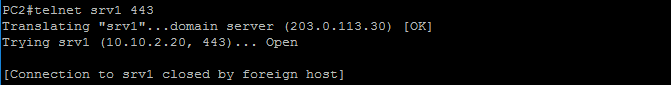 PC2#telnet srv1 443
Translating "srv1"...domain server (203.0.113.30) [OK]
Trying srv1 (10.10.2.20, 443)... Open
[Connection to srv1 closed by foreign host]